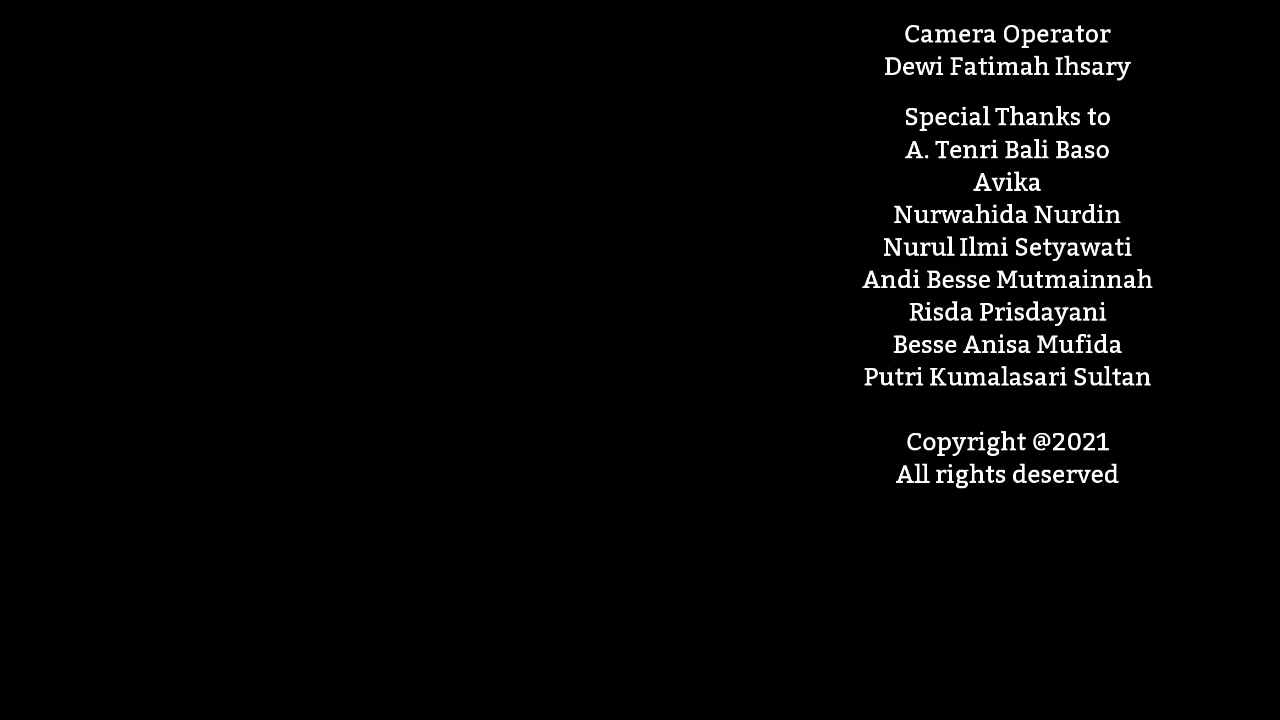 Camera Operator
Dewi Fatimah Ihsary
Special Thanks to
A. Tenri Bali Baso
Avika
Nurwahida Nurdin
Nurul Ilmi Setyawati
Andi Besse Mutmainnah
Risda Prisdayani
Besse Anisa Mufida
Putri Kumalasari Sultan
Copyright @2021
All rights deserved